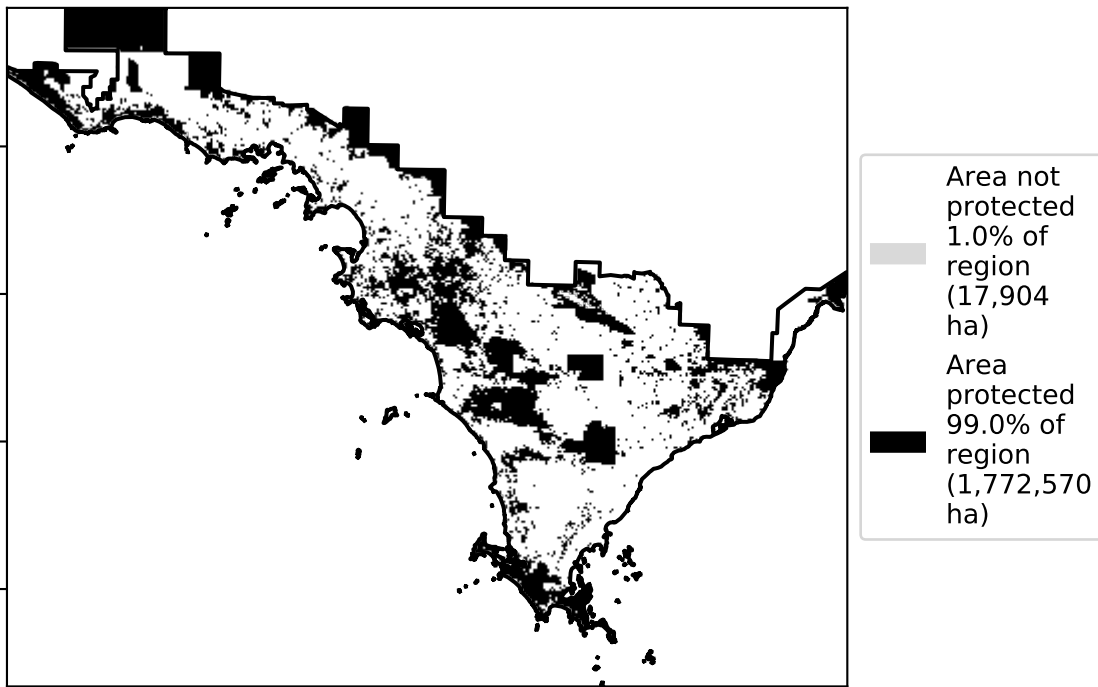 Area not
protected
1.0% of
region
(17,904
ha)
Area
protected
99.0% of
region
(1,772,570
ha)